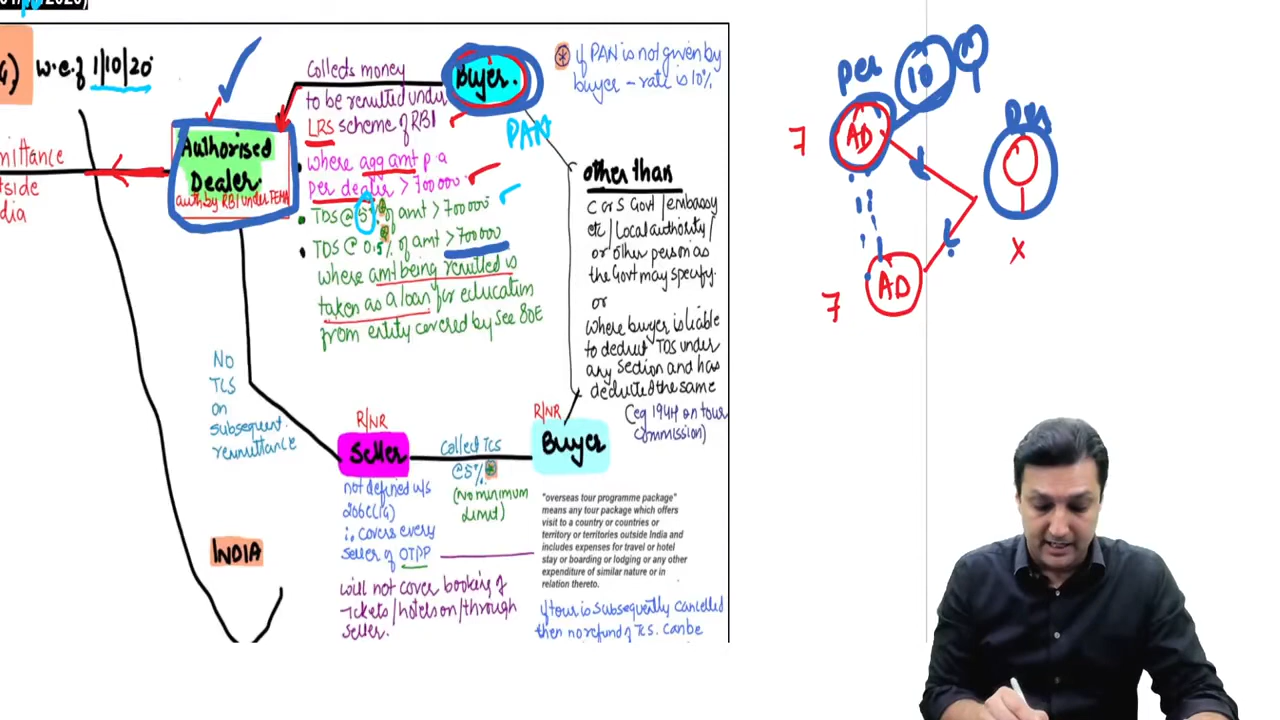 w.e.f 1/10/20
mittance
tside
dia
Authorised
Dealer
auth by RBI under FEMA
Collects money
to be remitted under
LRS scheme of RBI
where agg amt p.a
per dealer > 700000
TDS @ 5% of amt > 700000
TDS @ 0.5% of amt > 700000
where amt being remitted is
taken as a loan for education
from entity covered by sec 80E
Buyer.
PAN
if PAN is not given by
buyer - rate is 10%
other than
C or S Govt / embassy
etc / Local authority /
or other person as
the Govt may specify.
or
where buyer is liable
to deduct TDS under
any Section and has
deducted the same
(eg 194H on tour
commission)
NO
TCS
on
subsequent
remittance
R/NR
Seller
not defined u/s
206C(1G)
∴ covers every
seller of OTPP
will not cover booking of
tickets/hotels on/through
seller.
Called TCS
@5%
(No minimum
limit)
R/NR
Buyer
"overseas tour programme package"
means any tour package which offers
visit to a country or countries or
territory or territories outside India and
includes expenses for travel or hotel
stay or boarding or lodging or any other
expenditure of similar nature or in
relation thereto.
if tour is subsequently cancelled
then no refund of TCS. Can be
INDIA
per
10
7
AD
X
7
AD